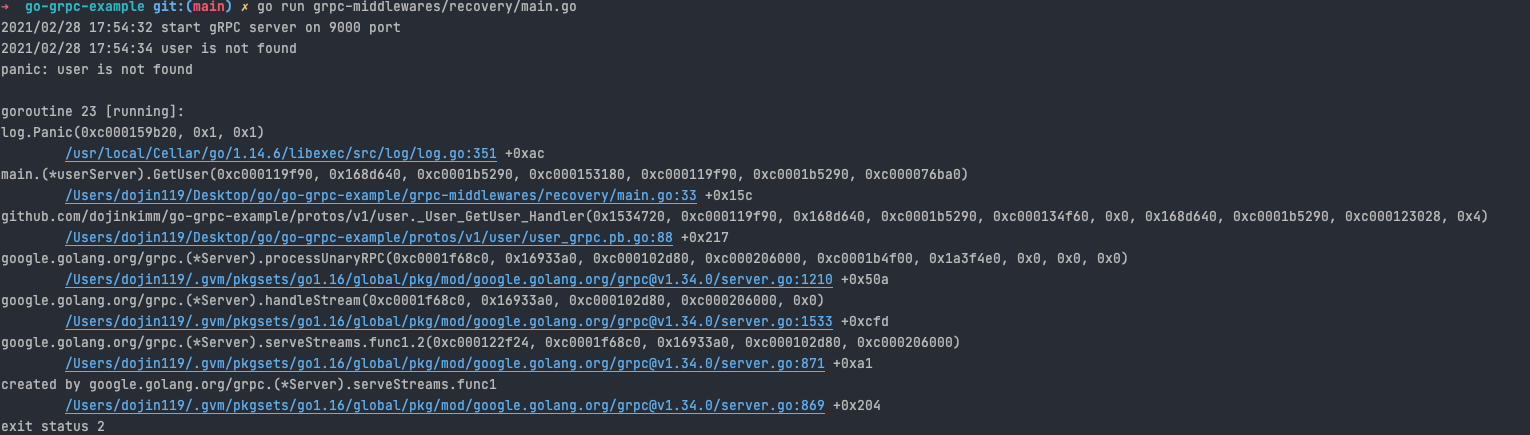 ➜  go-grpc-example git:(main) ✗ go run grpc-middlewares/recovery/main.go
2021/02/28 17:54:32 start gRPC server on 9000 port
2021/02/28 17:54:34 user is not found
panic: user is not found

goroutine 23 [running]:
log.Panic(0xc000159b20, 0x1, 0x1)
        /usr/local/Cellar/go/1.14.6/libexec/src/log/log.go:351 +0xac
main.(*userServer).GetUser(0xc000119f90, 0x168d640, 0xc0001b5290, 0xc000153180, 0xc000119f90, 0xc0001b5290, 0xc000076ba0)
        /Users/dojin119/Desktop/go/go-grpc-example/grpc-middlewares/recovery/main.go:33 +0x15c
github.com/dojinkimm/go-grpc-example/protos/v1/user._User_GetUser_Handler(0x1534720, 0xc000119f90, 0x168d640, 0xc0001b5290, 0xc000134f60, 0x0, 0x168d640, 0xc0001b5290, 0xc000123028, 0x4)
        /Users/dojin119/Desktop/go/go-grpc-example/protos/v1/user/user_grpc.pb.go:88 +0x217
google.golang.org/grpc.(*Server).processUnaryRPC(0xc0001f68c0, 0x16933a0, 0xc000102d80, 0xc000206000, 0xc0001b4f00, 0x1a3f4e0, 0x0, 0x0, 0x0)
        /Users/dojin119/.gvm/pkgsets/go1.16/global/pkg/mod/google.golang.org/grpc@v1.34.0/server.go:1210 +0x50a
google.golang.org/grpc.(*Server).handleStream(0xc0001f68c0, 0x16933a0, 0xc000102d80, 0xc000206000, 0x0)
        /Users/dojin119/.gvm/pkgsets/go1.16/global/pkg/mod/google.golang.org/grpc@v1.34.0/server.go:1533 +0xcfd
google.golang.org/grpc.(*Server).serveStreams.func1.2(0xc000122f24, 0xc0001f68c0, 0x16933a0, 0xc000102d80, 0xc000206000)
        /Users/dojin119/.gvm/pkgsets/go1.16/global/pkg/mod/google.golang.org/grpc@v1.34.0/server.go:871 +0xa1
created by google.golang.org/grpc.(*Server).serveStreams.func1
        /Users/dojin119/.gvm/pkgsets/go1.16/global/pkg/mod/google.golang.org/grpc@v1.34.0/server.go:869 +0x204
exit status 2